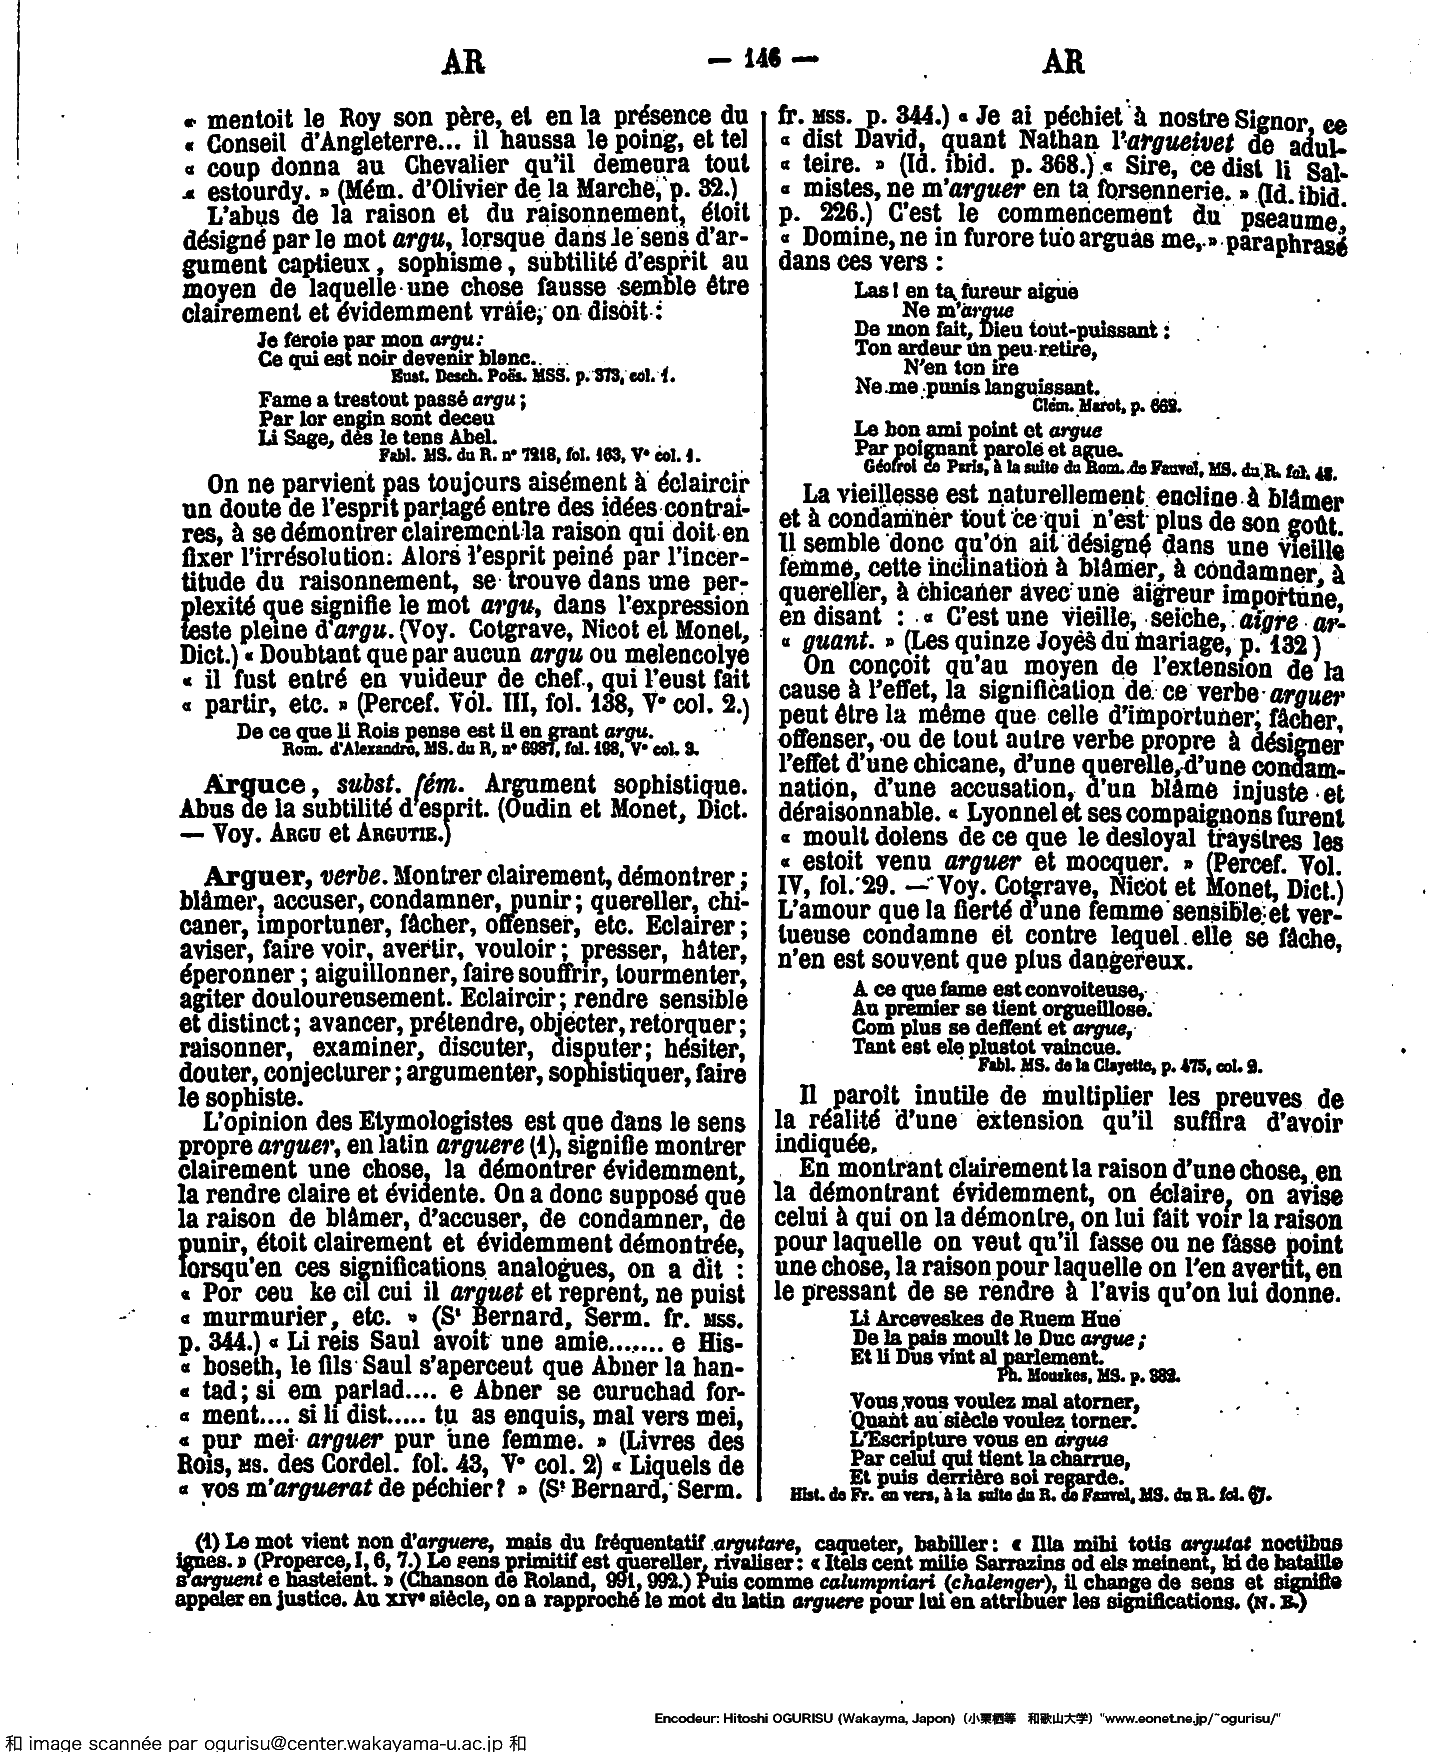 AR — 146 — AR
« mentoit le Roy son père, et en la présence du
« Conseil d'Angleterre... il haussa le poing, et tel
« coup donna au Chevalier qu'il demeura tout
« estourdy. » (Mém. d'Olivier de la Marche, p. 32.)
L'abus de la raison et du raisonnement, étoit
désigné par le mot argu, lorsque dans le sens d'ar-
gument captieux, sophisme, subtilité d'esprit au
moyen de laquelle une chose fausse semble être
clairement et évidemment vraie, on disoit :
Je feroie par mon argu:
Ce qui est noir devenir blanc.
Eust. Desch. Poës. MSS. p. 373, col. 1.
Fame a trestout passé argu ;
Par lor engin sont deceu
Li Sage, dès le tens Abel.
Fabl. MS. du R. n° 7218, fol. 163, V° col. 1.
On ne parvient pas toujours aisément à éclaircir
un doute de l'esprit partagé entre des idées contrai-
res, à se démontrer clairement la raison qui doit en
fixer l'irrésolution. Alors l'esprit peiné par l'incer-
titude du raisonnement, se trouve dans une per-
plexité que signifie le mot argu, dans l'expression
teste pleine d'argu. (Voy. Cotgrave, Nicot et Monet,
Dict.) « Doubtant que par aucun argu ou melencolye
« il fust entré en vuideur de chef, qui l'eust fait
« partir, etc. » (Percef. Vol. III, fol. 138, V° col. 2.)
De ce que li Rois pense est il en grant argu.
Rom. d'Alexandre, MS. du R, n° 6987, fol. 198, V° col. 3.
Arguce, subst. fém. Argument sophistique.
Abus de la subtilité d'esprit. (Oudin et Monet, Dict.
— Voy. ARGU et ARGUTIE.)
Arguer, verbe. Montrer clairement, démontrer ;
blâmer, accuser, condamner, punir ; quereller, chi-
caner, importuner, fâcher, offenser, etc. Eclairer ;
aviser, faire voir, avertir, vouloir ; presser, hâter,
éperonner ; aiguillonner, faire souffrir, tourmenter,
agiter douloureusement. Eclaircir ; rendre sensible
et distinct ; avancer, prétendre, objecter, retorquer ;
raisonner, examiner, discuter, disputer ; hésiter,
douter, conjecturer ; argumenter, sophistiquer, faire
le sophiste.
L'opinion des Etymologistes est que dans le sens
propre arguer, en latin arguere (1), signifie montrer
clairement une chose, la démontrer évidemment,
la rendre claire et évidente. On a donc supposé que
la raison de blâmer, d'accuser, de condamner, de
punir, étoit clairement et évidemment démontrée,
lorsqu'en ces significations analogues, on a dit :
« Por ceu ke cil cui il arguet et reprent, ne puist
« murmurier, etc. » (St Bernard, Serm. fr. MSS.
p. 344.) « Li reis Saul avoit une amie....... e His-
« boseth, le fils Saul s'aperceut que Abner la han-
« tad ; si em parlad.... e Abner se curuchad for-
« ment.... si li dist..... tu as enquis, mal vers mei,
« pur mei arguer pur une femme. » (Livres des
Rois, MS. des Cordel. fol. 43, V° col. 2) « Liquels de
« vos m'arguerat de péchier ? » (St Bernard, Serm.
fr. MSS. p. 344.) « Je ai péchiet à nostre Signor, ce
« dist David, quant Nathan l'argueivet de adul-
« teire. » (Id. ibid. p. 368.) « Sire, ce dist li Sal-
« mistes, ne m'arguer en ta forsennerie. » (Id. ibid.
p. 226.) C'est le commencement du pseaume,
« Domine, ne in furore tuo arguas me, » paraphrasé
dans ces vers :
Las ! en ta fureur aigue
Ne m'argue
De mon fait, Dieu tout-puissant :
Ton ardeur un peu retire,
N'en ton ire
Ne me punis languissant.
Clém. Marot, p. 662.
Le bon ami point et argue
Par poignant parole et ague.
Géofroi de Paris, à la suite du Rom. de Fauvel, MS. du R. fol. 48.
La vieillesse est naturellement encline à blâmer
et à condamner tout ce qui n'est plus de son goût.
Il semble donc qu'on ait désigné dans une vieille
femme, cette inclination à blâmer, à condamner, à
quereller, à chicaner avec une aigreur importune,
en disant : « C'est une vieille, seiche, aigre ar-
« guant. » (Les quinze Joyes du mariage, p. 132)
On conçoit qu'au moyen de l'extension de la
cause à l'effet, la signification de ce verbe arguer
peut être la même que celle d'importuner, fâcher,
offenser, ou de tout autre verbe propre à désigner
l'effet d'une chicane, d'une querelle, d'une condam-
nation, d'une accusation, d'un blâme injuste et
déraisonnable. « Lyonnel et ses compaignons furent
« moult dolens de ce que le desloyal traystres les
« estoit venu arguer et mocquer. » (Percef. Vol.
IV, fol. 29. — Voy. Cotgrave, Nicot et Monet, Dict.)
L'amour que la fierté d'une femme sensible et ver-
tueuse condamne et contre lequel elle se fâche,
n'en est souvent que plus dangereux.
A ce que fame est convoiteuse,
Au premier se tient orgueillose.
Com plus se deffent et argue,
Tant est ele plustot vaincue.
Fabl. MS. de la Clayette, p. 475, col. 2.
Il paroit inutile de multiplier les preuves de
la réalité d'une extension qu'il suffira d'avoir
indiquée.
En montrant clairement la raison d'une chose, en
la démontrant évidemment, on éclaire, on avise
celui à qui on la démontre, on lui fait voir la raison
pour laquelle on veut qu'il fasse ou ne fasse point
une chose, la raison pour laquelle on l'en avertit, en
le pressant de se rendre à l'avis qu'on lui donne.
Li Arceveskes de Ruem Hue
De la pais moult le Duc argue ;
Et li Dus vint al parlement.
Ph. Mouskes, MS. p. 382.
Vous vous voulez mal atorner,
Quant au siècle voulez torner.
L'Escripture vous en argue
Par celui qui tient la charrue,
Et puis derrière soi regarde.
Hist. de Fr. en vers, à la suite du R. de Fauvel, MS. du R. fol. 67.
(1) Le mot vient non d'arguere, mais du fréquentatif argutare, caqueter, babiller : « Illa mihi totis argutat noctibus
ignes. » (Properce, I, 6, 7.) Le sens primitif est quereller, rivaliser : « Itels cent milie Sarrazins od els meinent, ki de bataille
s'arguent e hasteient. » (Chanson de Roland, 991, 992.) Puis comme calumpniari (chalenger), il change de sens et signifie
appeler en justice. Au XIVe siècle, on a rapproché le mot du latin arguere pour lui en attribuer les significations. (N. E.)
Encodeur: Hitoshi OGURISU (Wakayma, Japon) (小栗栖等 和歌山大学) "www.eonet.ne.jp/~ogurisu/"
和 image scannée par ogurisu@center.wakayama-u.ac.jp 和